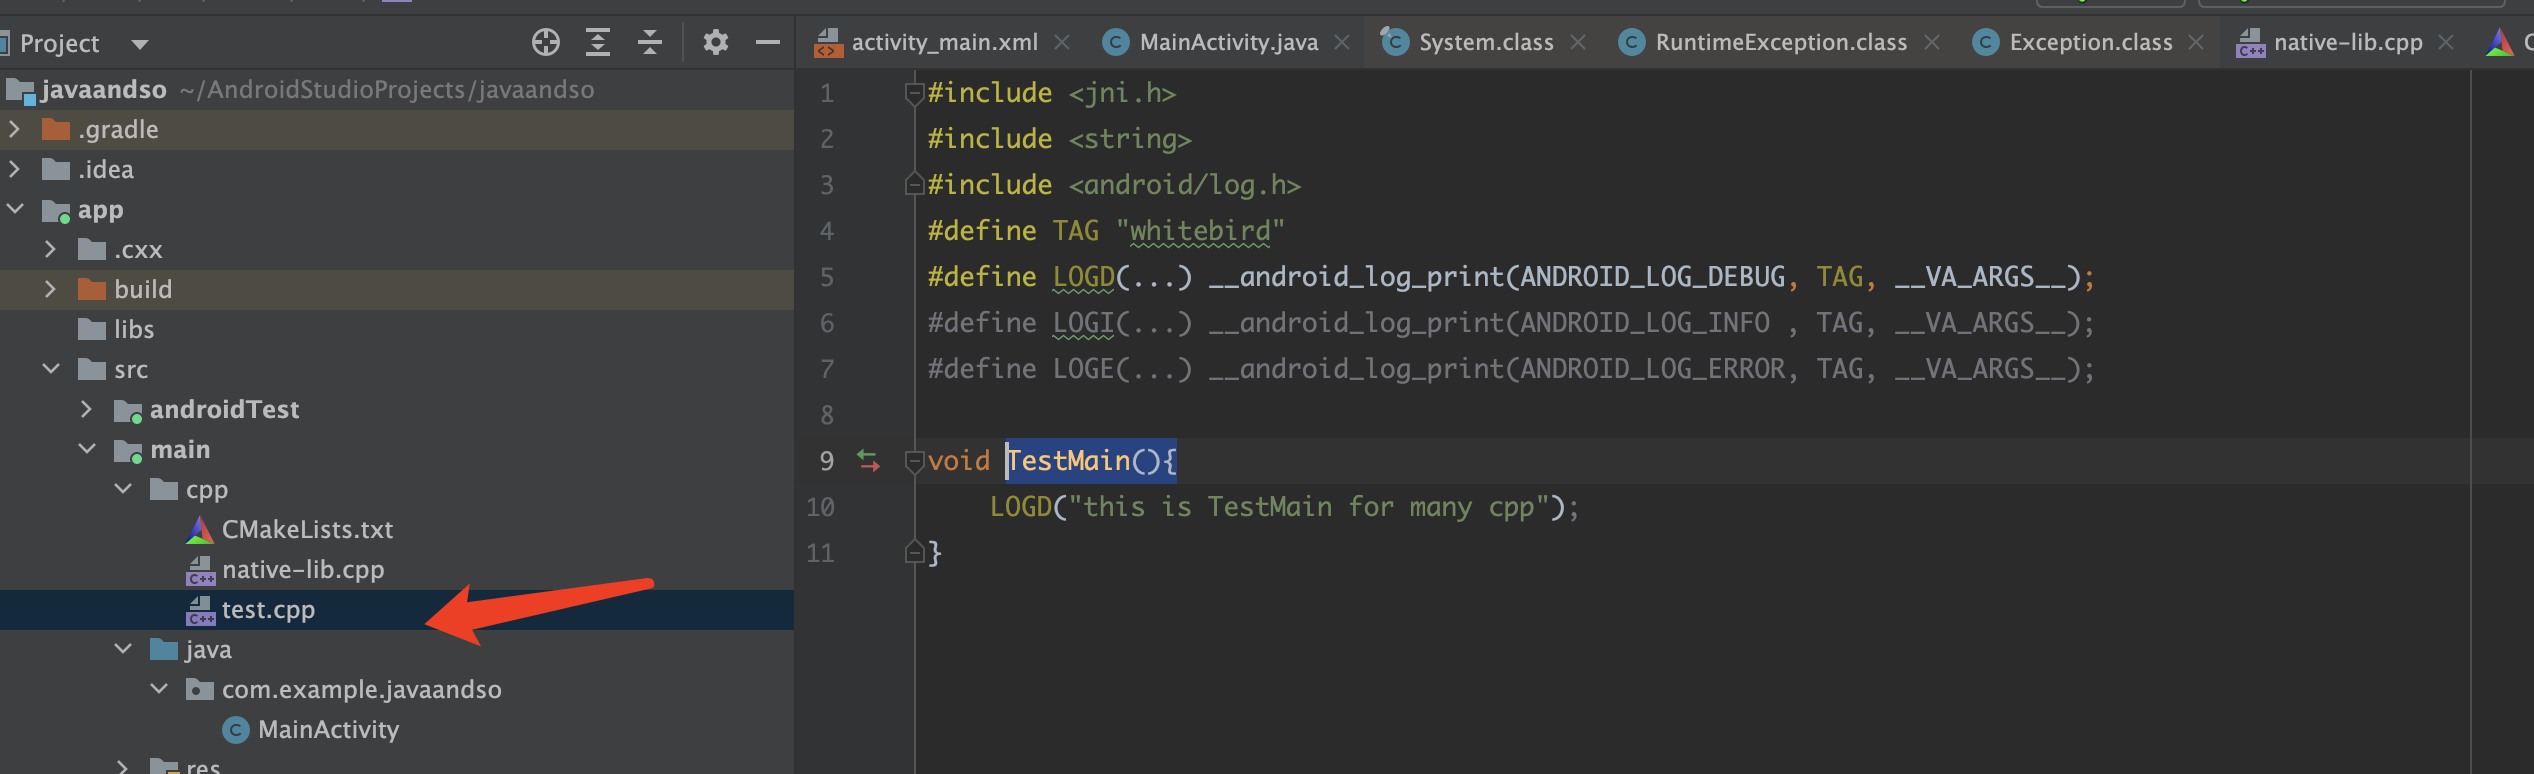 Project
javaandso ~/AndroidStudioProjects/javaandso
.gradle
.idea
app
.cxx
build
libs
src
androidTest
main
cpp
CMakeLists.txt
native-lib.cpp
test.cpp
java
com.example.javaandso
MainActivity
res
activity_main.xml MainActivity.java System.class RuntimeException.class Exception.class native-lib.cpp
1 #include <jni.h>
2 #include <string>
3 #include <android/log.h>
4 #define TAG "whitebird"
5 #define LOGD(...) __android_log_print(ANDROID_LOG_DEBUG, TAG, __VA_ARGS__);
6 #define LOGI(...) __android_log_print(ANDROID_LOG_INFO , TAG, __VA_ARGS__);
7 #define LOGE(...) __android_log_print(ANDROID_LOG_ERROR, TAG, __VA_ARGS__);
8
9 void TestMain(){
10 LOGD("this is TestMain for many cpp");
11 }